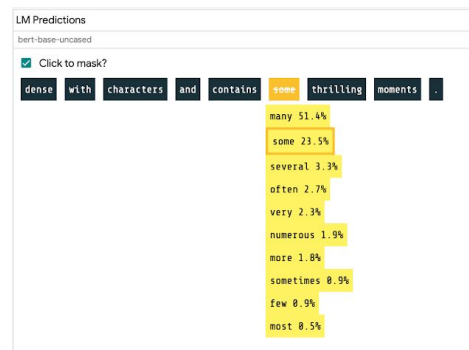 LM Predictions
bert-base-uncased
Click to mask?
dense with characters and contains some thrilling moments .
many 51.4%
some 23.5%
several 3.3%
often 2.7%
very 2.3%
numerous 1.9%
more 1.8%
sometimes 0.9%
few 0.9%
most 0.5%